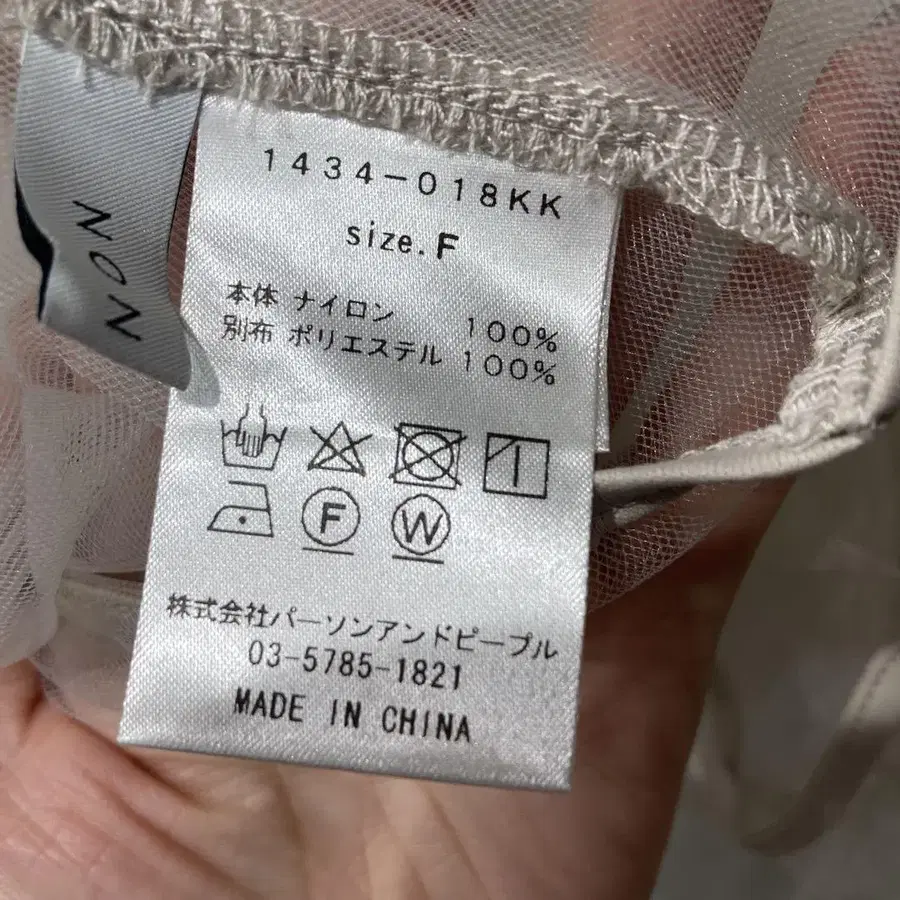 NON
1434-018KK
size.F
本体 ナイロン 100%
別布 ポリエステル 100%
F W
株式会社パーソンアンドピープル
03-5785-1821
MADE IN CHINA